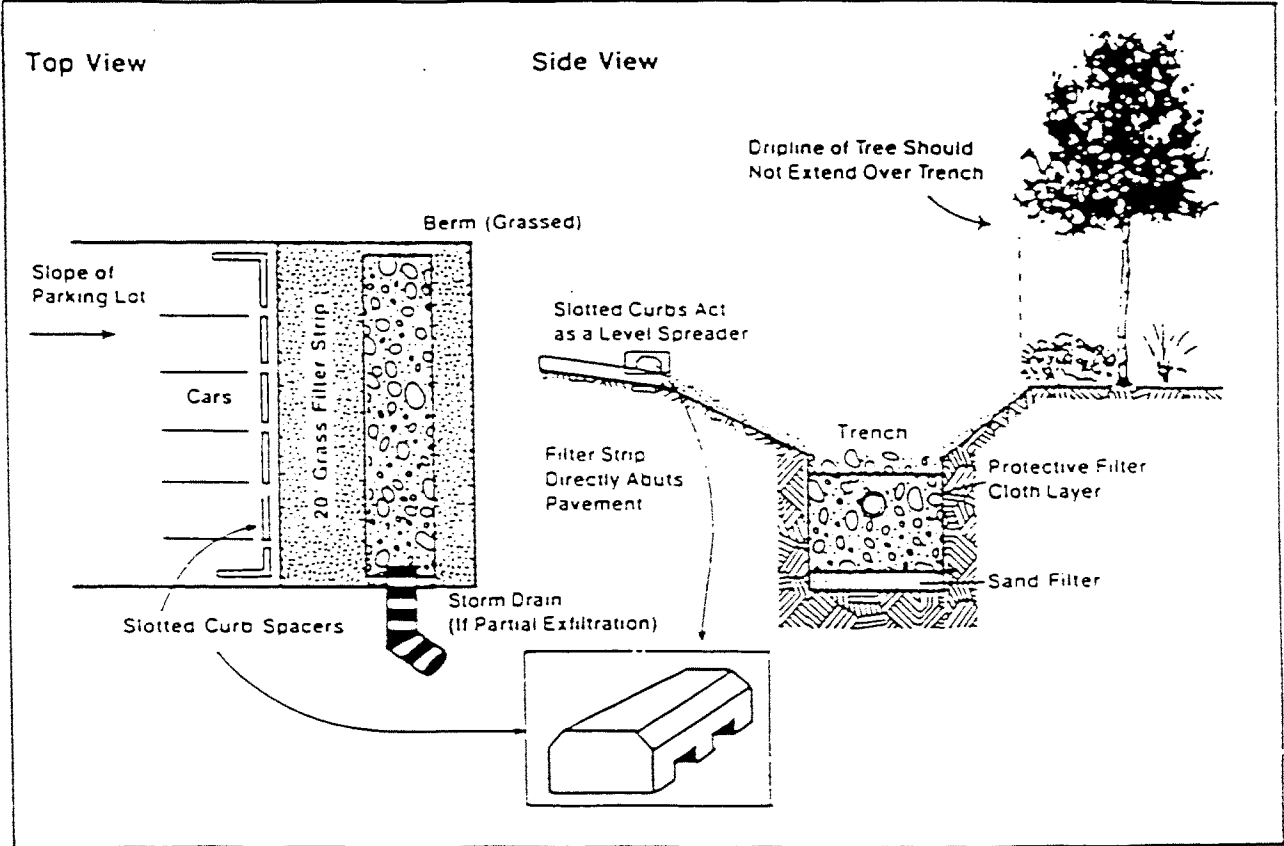 Top View
Side View
Dripline of Tree Should
Not Extend Over Trench
Berm (Grassed)
Slope of
Parking Lot
Slotted Curbs Act
as a Level Spreader
20' Grass Filter Strip
Cars
Trench
Filter Strip
Directly Abuts
Pavement
Protective Filter
Cloth Layer
Sand Filter
Storm Drain
(If Partial Exfiltration)
Slotted Curb Spacers